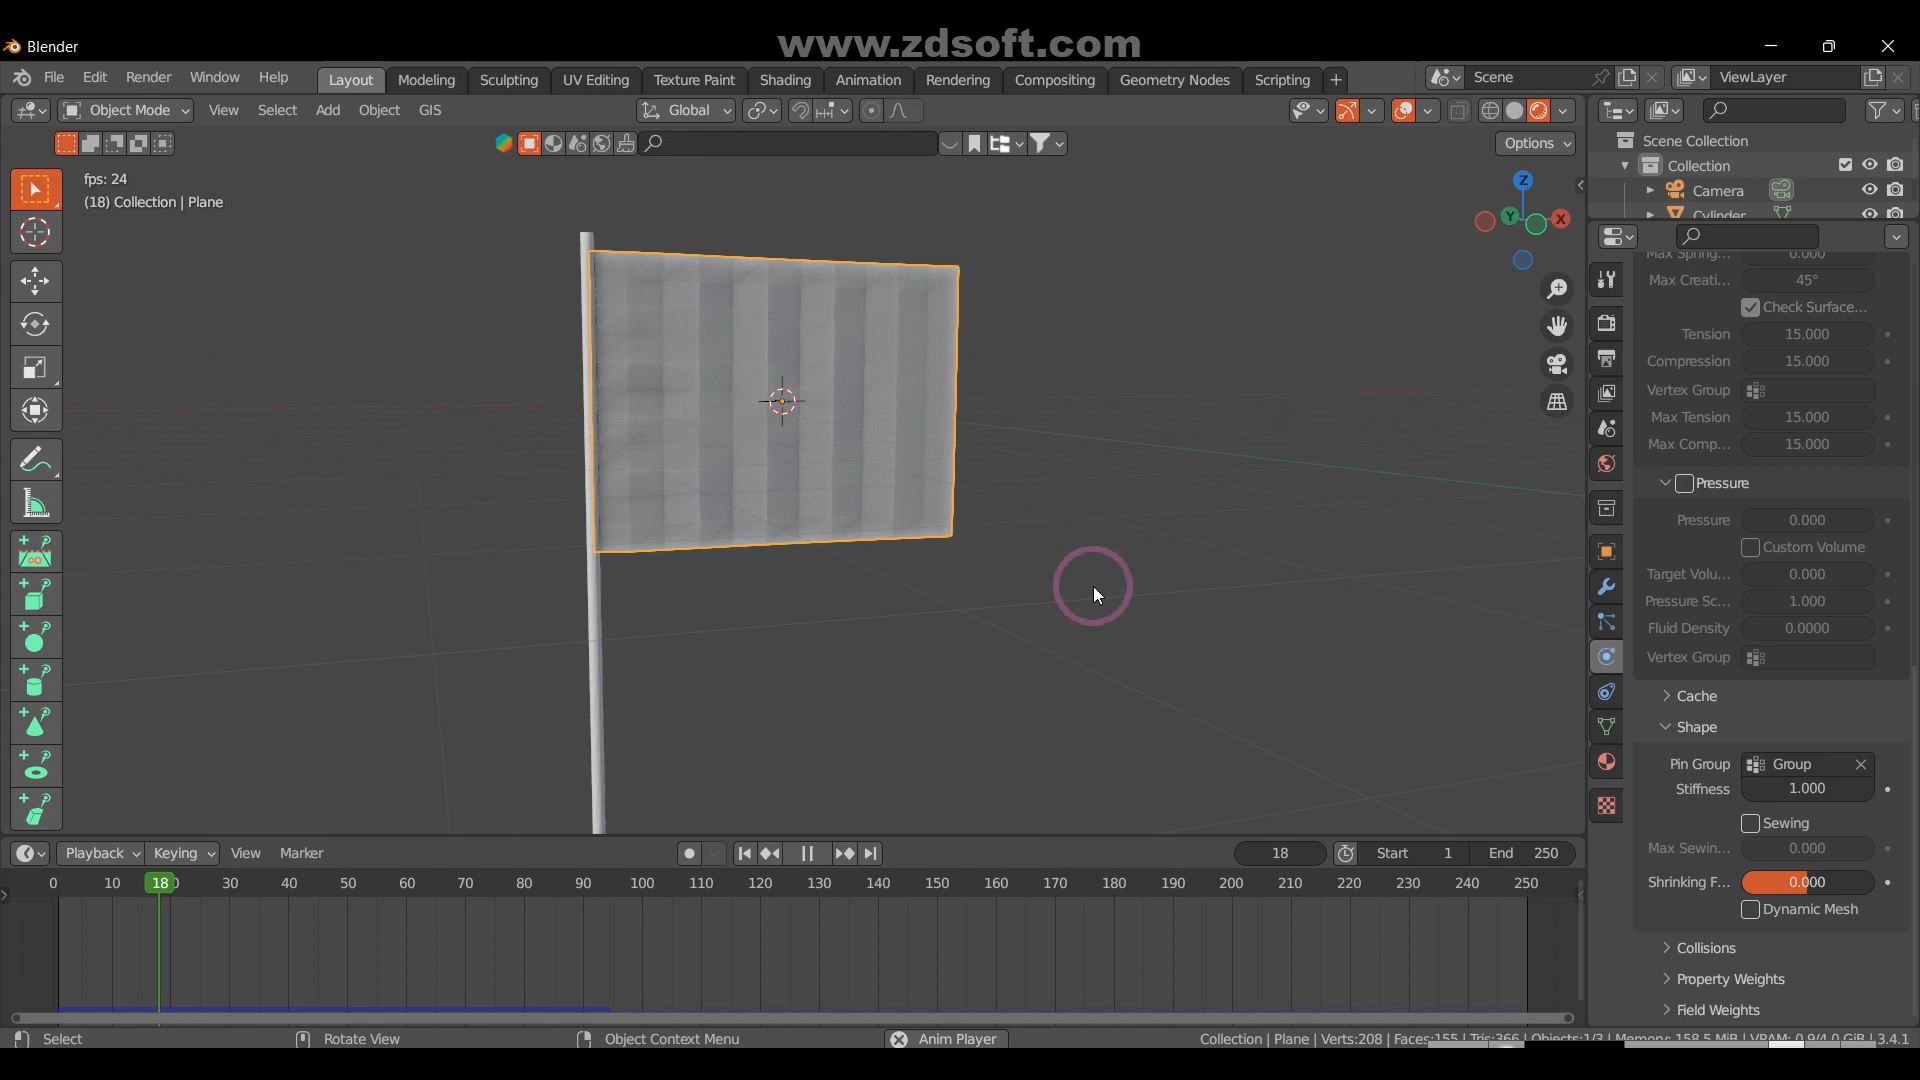 www.zdsoft.com
Blender
File Edit Render Window Help Layout Modeling Sculpting UV Editing Texture Paint Shading Animation Rendering Compositing Geometry Nodes Scripting + Scene ViewLayer
Object Mode View Select Add Object GIS Global
Options
fps: 24
(18) Collection | Plane
Z
Y X
Scene Collection
Collection
Camera
Cylinder
Max Spring... 0.000
Max Creati... 45°
Check Surface...
Tension 15.000
Compression 15.000
Vertex Group
Max Tension 15.000
Max Comp... 15.000
Pressure
Pressure 0.000
Custom Volume
Target Volu... 0.000
Pressure Sc... 1.000
Fluid Density 0.0000
Vertex Group
Cache
Shape
Pin Group Group
Stiffness 1.000
Sewing
Max Sewin... 0.000
Shrinking F... 0.000
Dynamic Mesh
Collisions
Property Weights
Field Weights
Playback Keying View Marker 18 Start 1 End 250
0 10 18 30 40 50 60 70 80 90 100 110 120 130 140 150 160 170 180 190 200 210 220 230 240 250
Select Rotate View Object Context Menu Anim Player Collection | Plane | Verts:208 | Faces:155 | Tris:366 | Objects:1/3 | Memory: 158.5 MiB | VRAM: 0.9/4.0 GiB | 3.4.1